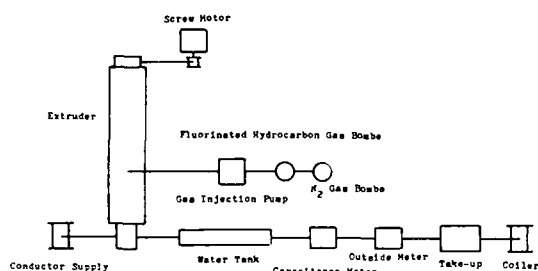 Screw Motor
Extruder
Fluorinated Hydrocarbon Gas Bombe
N2 Gas Bombe
Gas Injection Pump
Conductor Supply
Water Tank
Capacitance Meter
Outside Meter
Take-up
Coiler